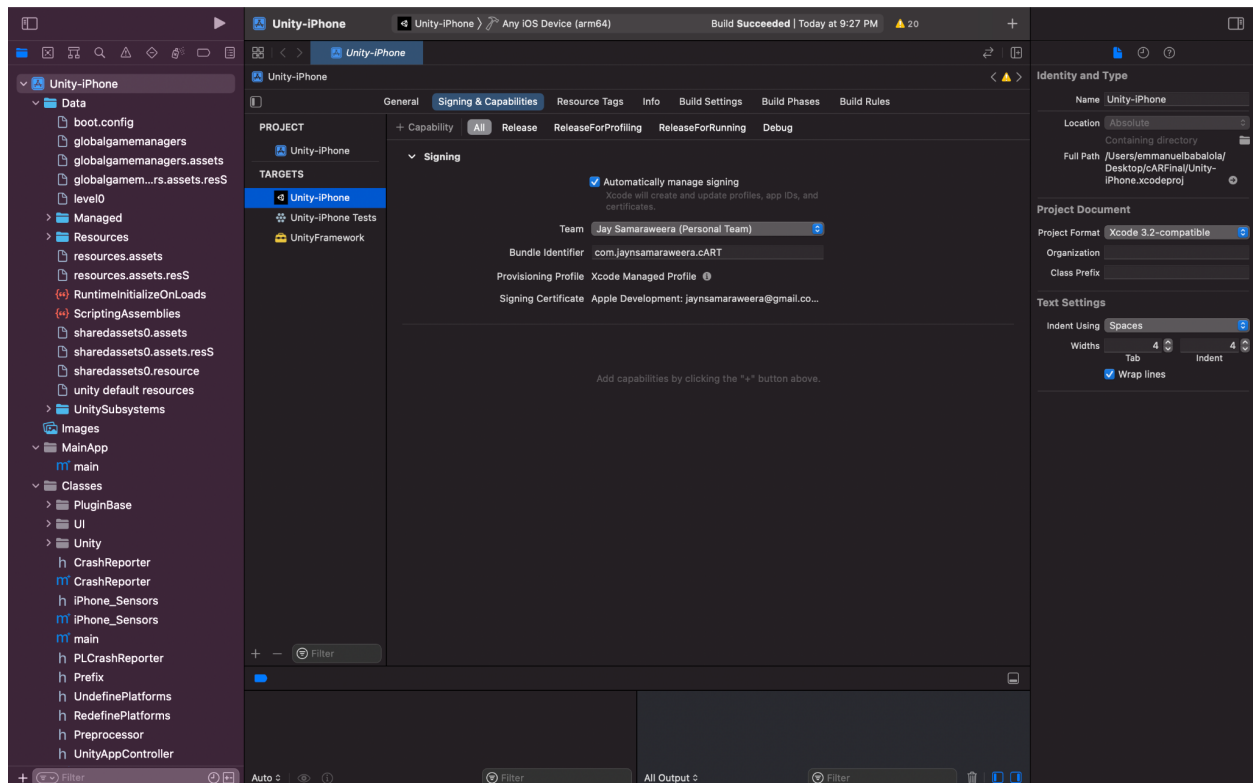 Unity-iPhone
Unity-iPhone 〉 Any iOS Device (arm64)
Build Succeeded | Today at 9:27 PM
20
Unity-iPhone
Unity-iPhone
Data
boot.config
globalgamemanagers
globalgamemanagers.assets
globalgamem...rs.assets.resS
level0
Managed
Resources
resources.assets
resources.assets.resS
RuntimeInitializeOnLoads
ScriptingAssemblies
sharedassets0.assets
sharedassets0.assets.resS
sharedassets0.resource
unity default resources
UnitySubsystems
Images
MainApp
main
Classes
PluginBase
UI
Unity
CrashReporter
CrashReporter
iPhone_Sensors
iPhone_Sensors
main
PLCrashReporter
Prefix
UndefinePlatforms
RedefinePlatforms
Preprocessor
UnityAppController
Filter
Unity-iPhone
General Signing & Capabilities Resource Tags Info Build Settings Build Phases Build Rules
PROJECT
Unity-iPhone
TARGETS
Unity-iPhone
Unity-iPhone Tests
UnityFramework
Filter
+ Capability All Release ReleaseForProfiling ReleaseForRunning Debug
Signing
Automatically manage signing
Xcode will create and update profiles, app IDs, and
certificates.
Team Jay Samaraweera (Personal Team)
Bundle Identifier com.jaynsamaraweera.cART
Provisioning Profile Xcode Managed Profile
Signing Certificate Apple Development: jaynsamaraweera@gmail.co...
Add capabilities by clicking the "+" button above.
Auto
Filter
All Output
Filter
Identity and Type
Name Unity-iPhone
Location Absolute
Containing directory
Full Path /Users/emmanuelbabalola/
Desktop/cARFinal/Unity-
iPhone.xcodeproj
Project Document
Project Format Xcode 3.2-compatible
Organization
Class Prefix
Text Settings
Indent Using Spaces
Widths 4 4
Tab Indent
Wrap lines